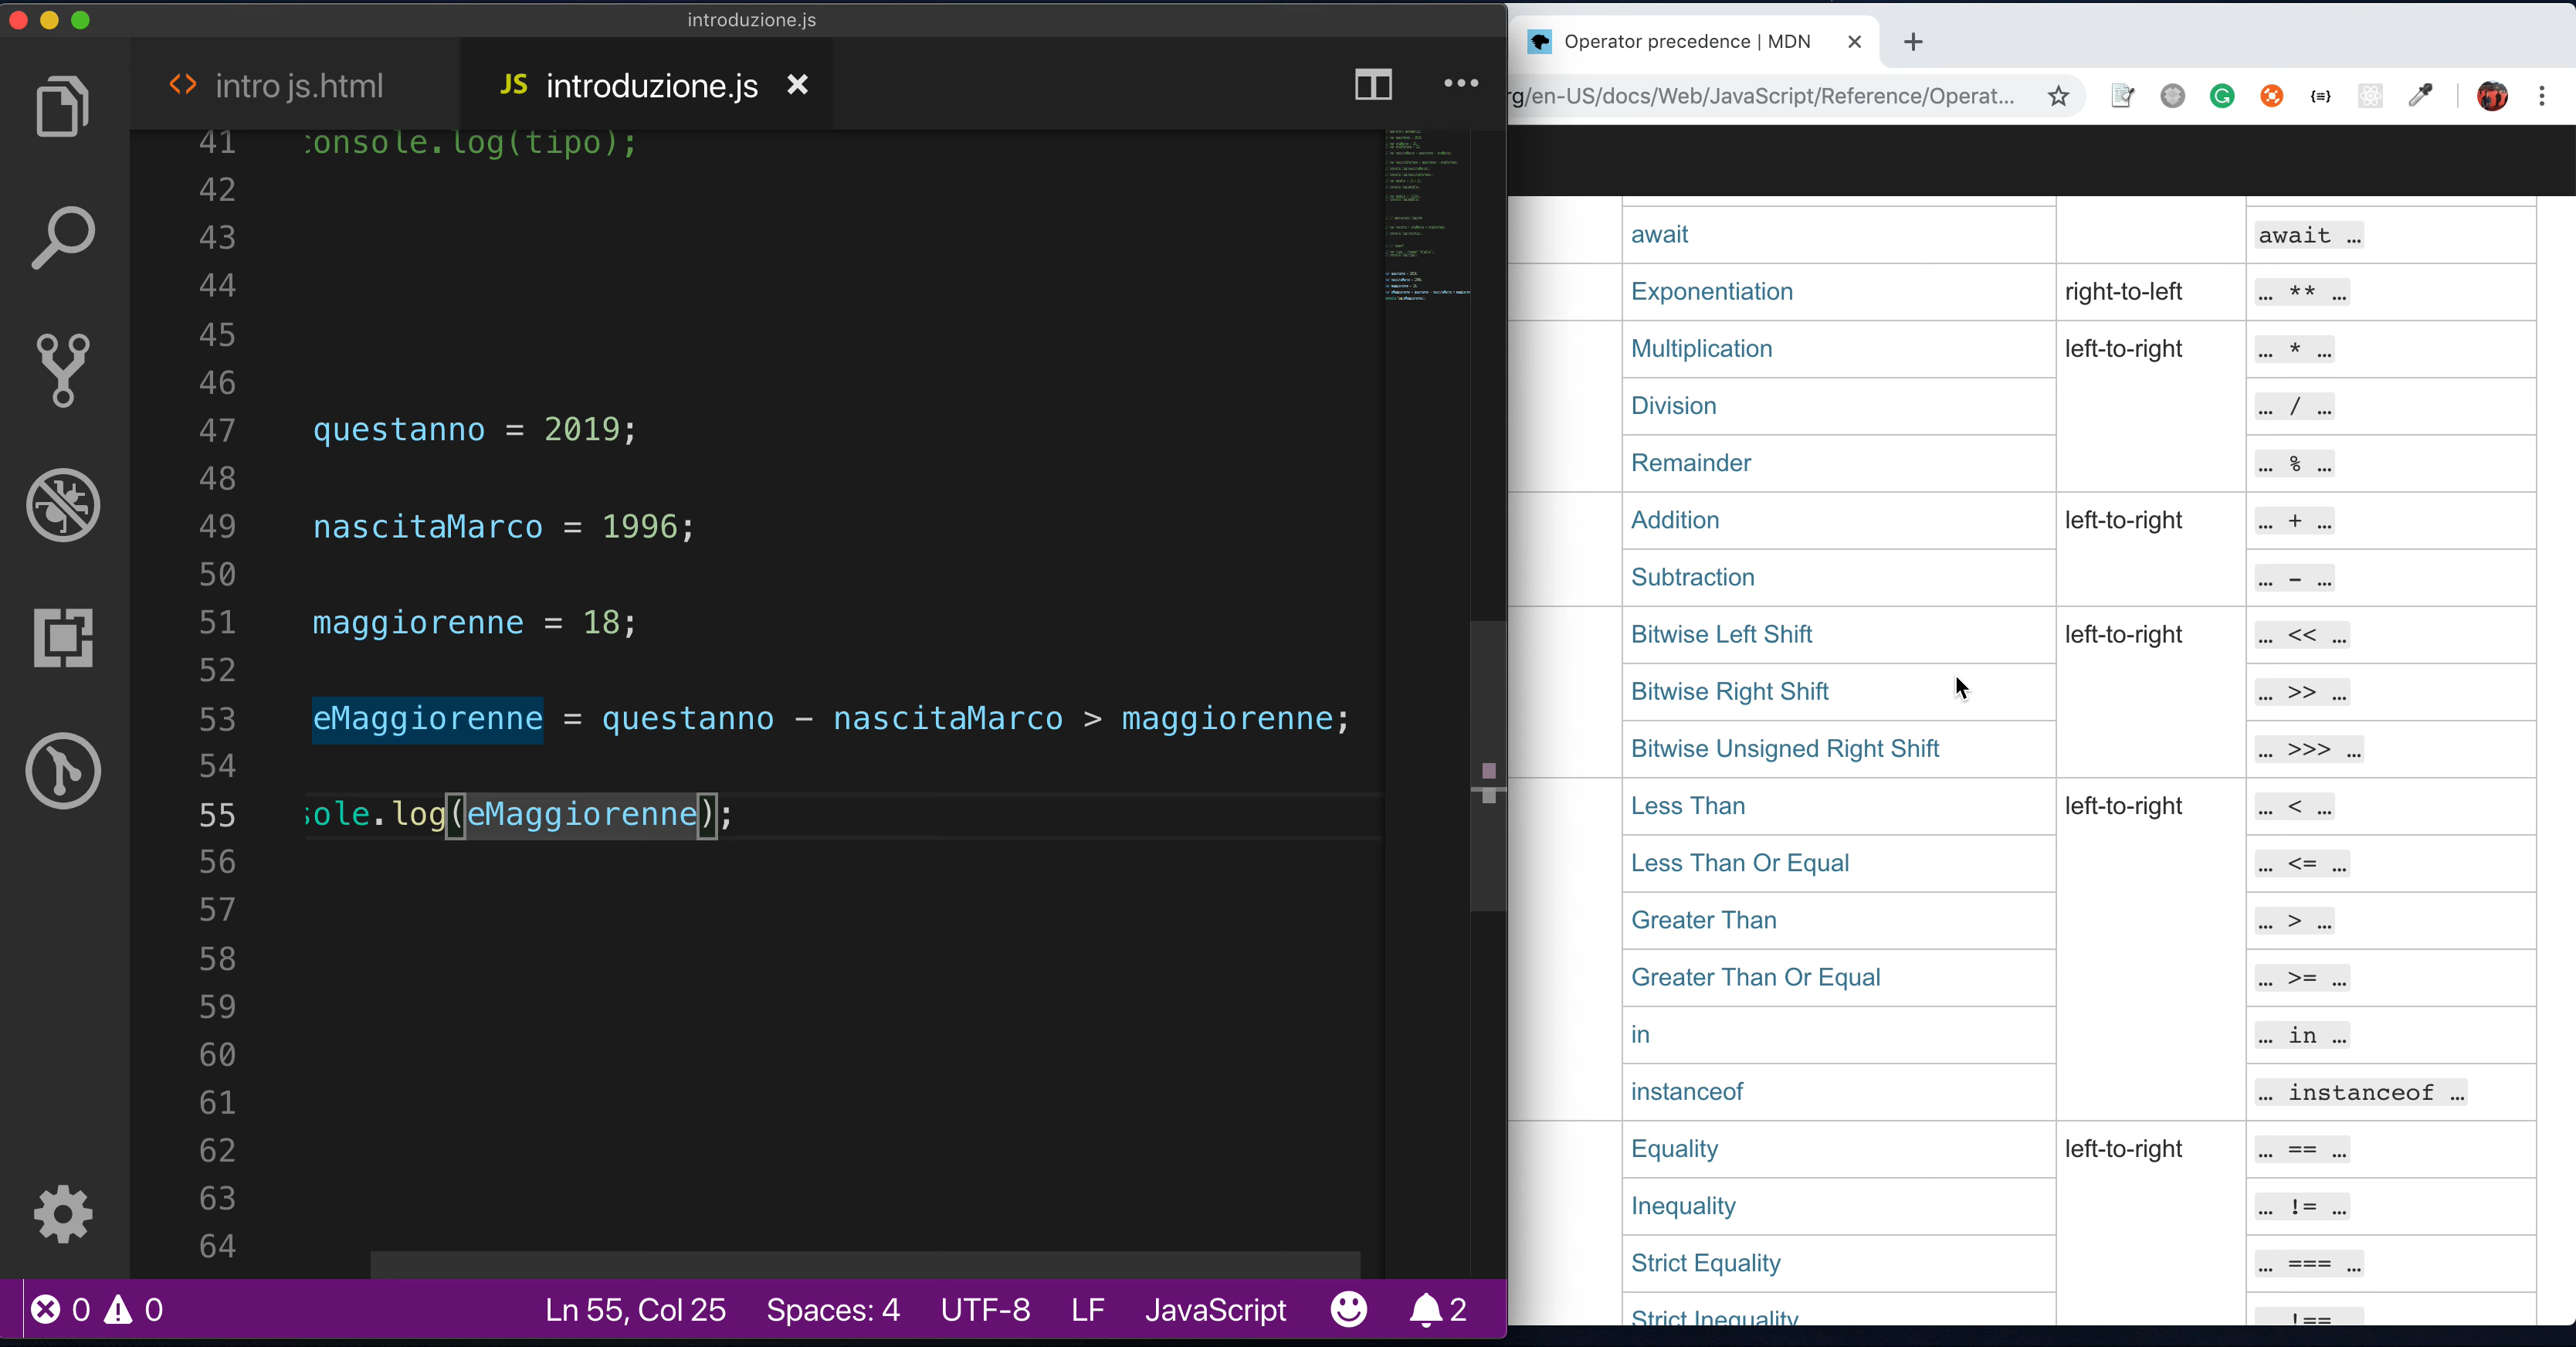 introduzione.js
intro js.html
JS introduzione.js
41 console.log(tipo);
42
43
44
45
46
47 questanno = 2019;
48
49 nascitaMarco = 1996;
50
51 maggiorenne = 18;
52
53 eMaggiorenne = questanno - nascitaMarco > maggiorenne;
54
55 sole.log(eMaggiorenne);
56
57
58
59
60
61
62
63
64
0 0 Ln 55, Col 25 Spaces: 4 UTF-8 LF JavaScript 2
Operator precedence | MDN
rg/en-US/docs/Web/JavaScript/Reference/Operat...
await await …
Exponentiation right-to-left … ** …
Multiplication left-to-right … * …
Division … / …
Remainder … % …
Addition left-to-right … + …
Subtraction … - …
Bitwise Left Shift left-to-right … << …
Bitwise Right Shift … >> …
Bitwise Unsigned Right Shift … >>> …
Less Than left-to-right … < …
Less Than Or Equal … <= …
Greater Than … > …
Greater Than Or Equal … >= …
in … in …
instanceof … instanceof …
Equality left-to-right … == …
Inequality … != …
Strict Equality … === …
Strict Inequality … !== …